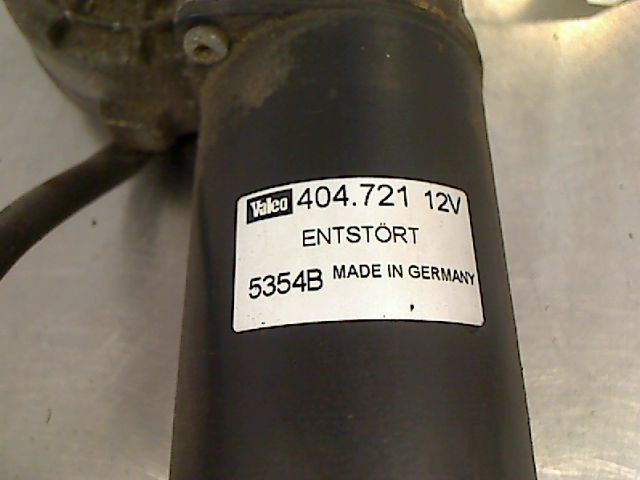 Valeo 404.721 12V
ENTSTÖRT
5354B MADE IN GERMANY